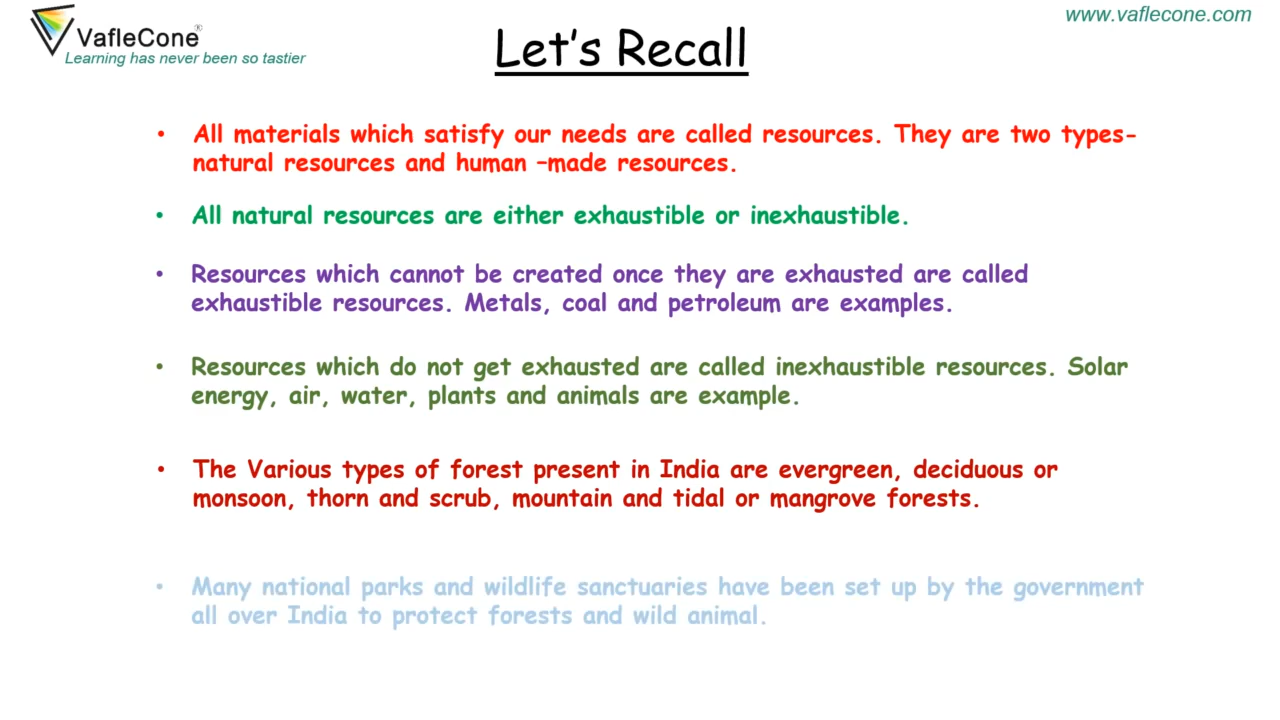 VafleCone®
Learning has never been so tastier
www.vaflecone.com
Let's Recall
• All materials which satisfy our needs are called resources. They are two types-
natural resources and human –made resources.
• All natural resources are either exhaustible or inexhaustible.
• Resources which cannot be created once they are exhausted are called
exhaustible resources. Metals, coal and petroleum are examples.
• Resources which do not get exhausted are called inexhaustible resources. Solar
energy, air, water, plants and animals are example.
• The Various types of forest present in India are evergreen, deciduous or
monsoon, thorn and scrub, mountain and tidal or mangrove forests.
• Many national parks and wildlife sanctuaries have been set up by the government
all over India to protect forests and wild animal.